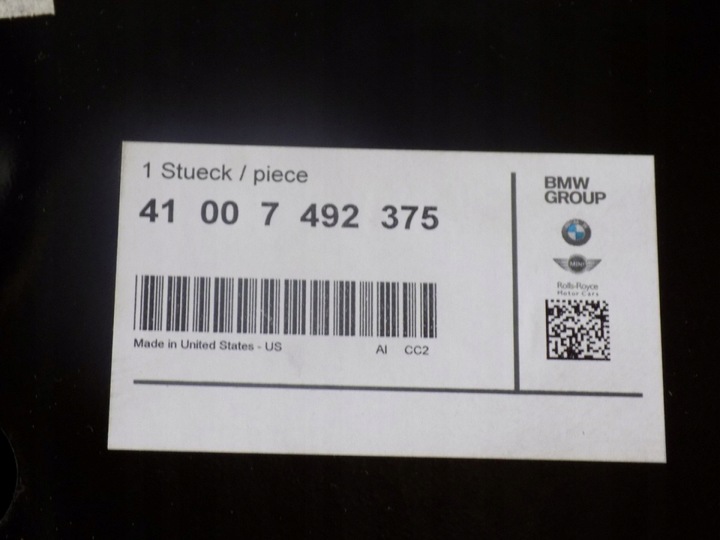 1 Stueck / piece
41 00 7 492 375
Made in United States - US
AI CC2
BMW
GROUP
MINI
Rolls-Royce
Motor Cars